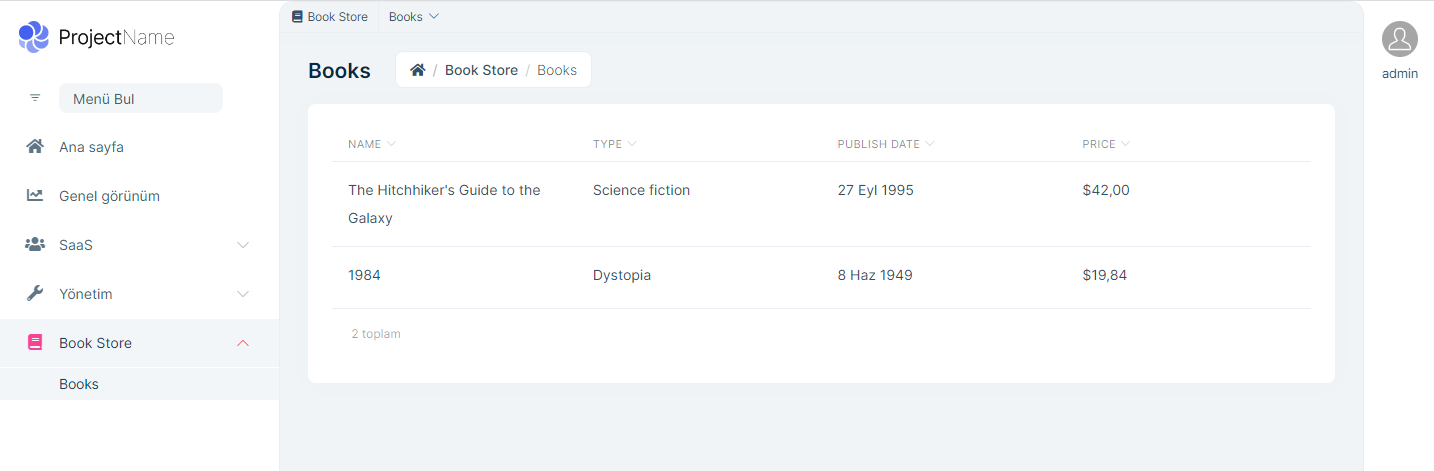 ProjectName
Menü Bul
Ana sayfa
Genel görünüm
SaaS
Yönetim
Book Store
Books
Book Store Books
Books / Book Store / Books
NAME TYPE PUBLISH DATE PRICE
The Hitchhiker's Guide to the Galaxy Science fiction 27 Eyl 1995 $42,00
1984 Dystopia 8 Haz 1949 $19,84
2 toplam
admin